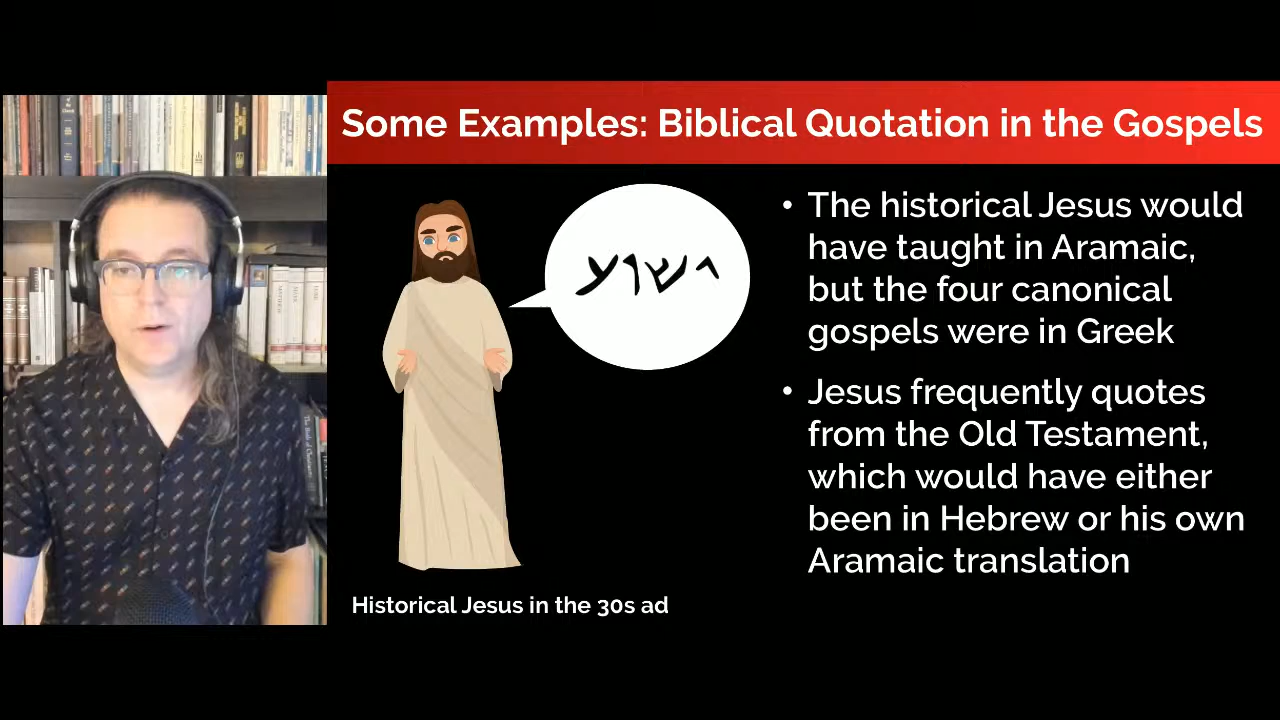 Some Examples: Biblical Quotation in the Gospels
ישוע
• The historical Jesus would
have taught in Aramaic,
but the four canonical
gospels were in Greek
• Jesus frequently quotes
from the Old Testament,
which would have either
been in Hebrew or his own
Aramaic translation
Historical Jesus in the 30s ad